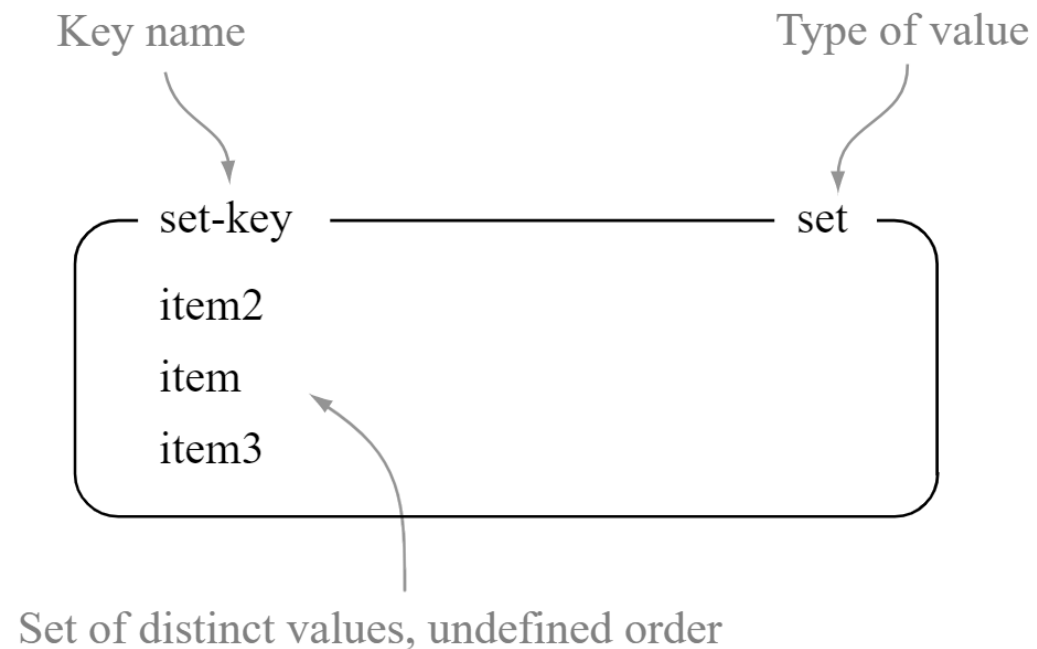 Key name
Type of value
set-key
set
item2
item
item3
Set of distinct values, undefined order